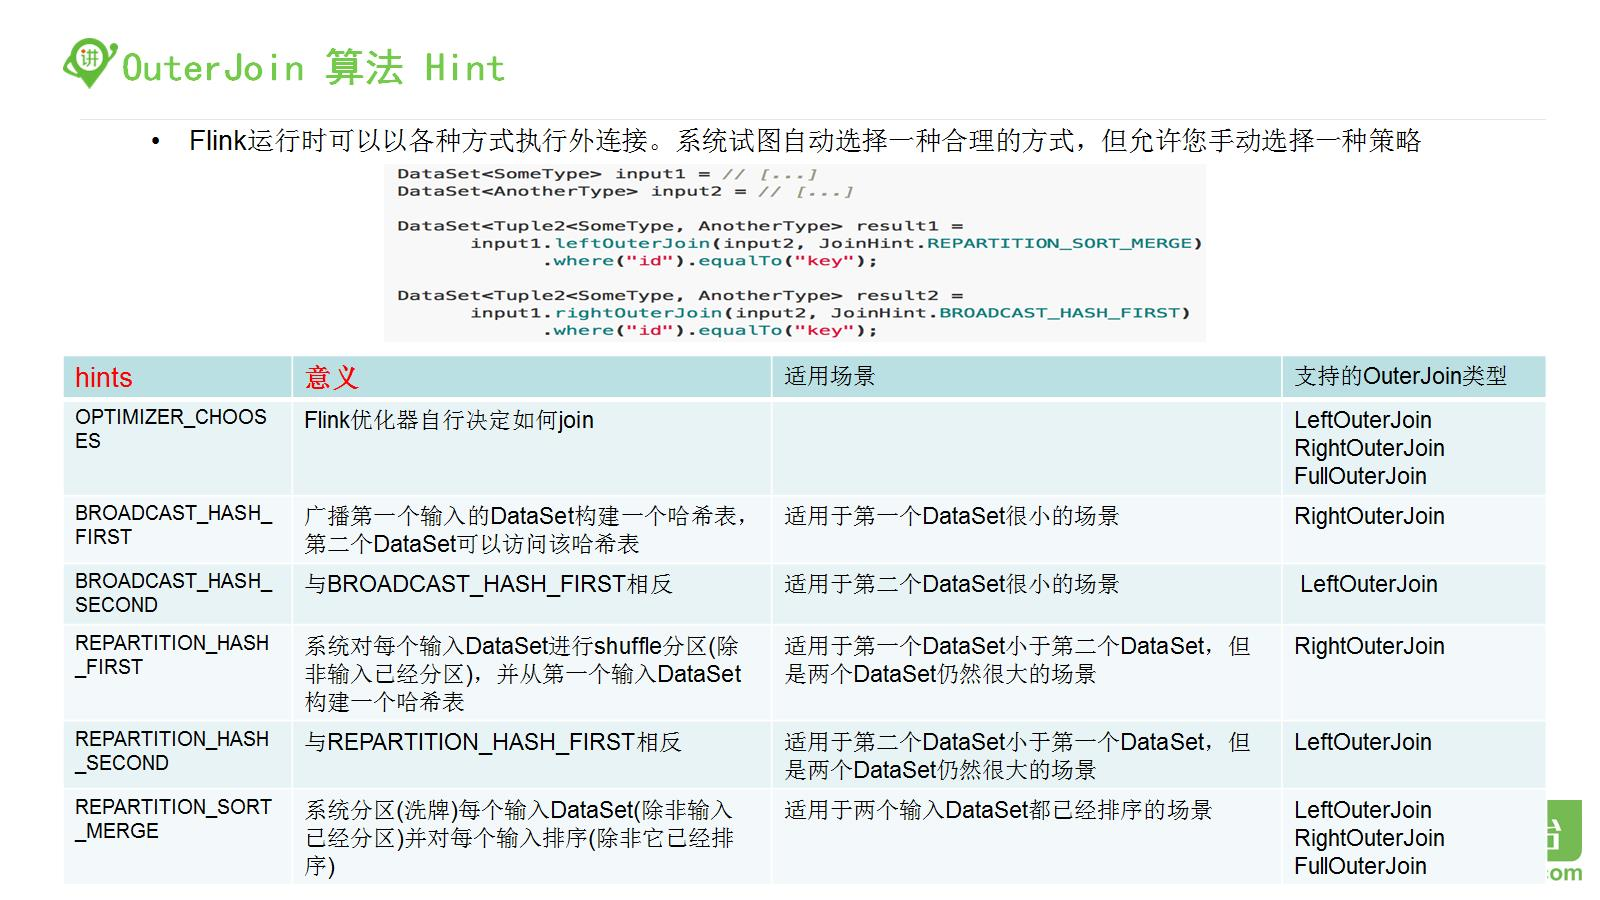 讲
OuterJoin 算法 Hint
• Flink运行时可以以各种方式执行外连接。系统试图自动选择一种合理的方式，但允许您手动选择一种策略
DataSet<SomeType> input1 = // [...]
DataSet<AnotherType> input2 = // [...]
DataSet<Tuple2<SomeType, AnotherType> result1 =
input1.leftOuterJoin(input2, JoinHint.REPARTITION_SORT_MERGE)
.where("id").equalTo("key");
DataSet<Tuple2<SomeType, AnotherType> result2 =
input1.rightOuterJoin(input2, JoinHint.BROADCAST_HASH_FIRST)
.where("id").equalTo("key");
hints 意义 适用场景 支持的OuterJoin类型
OPTIMIZER_CHOOS
ES
Flink优化器自行决定如何join
LeftOuterJoin
RightOuterJoin
FullOuterJoin
BROADCAST_HASH_
FIRST
广播第一个输入的DataSet构建一个哈希表，
第二个DataSet可以访问该哈希表
适用于第一个DataSet很小的场景
RightOuterJoin
BROADCAST_HASH_
SECOND
与BROADCAST_HASH_FIRST相反
适用于第二个DataSet很小的场景
LeftOuterJoin
REPARTITION_HASH
_FIRST
系统对每个输入DataSet进行shuffle分区(除
非输入已经分区)，并从第一个输入DataSet
构建一个哈希表
适用于第一个DataSet小于第二个DataSet，但
是两个DataSet仍然很大的场景
RightOuterJoin
REPARTITION_HASH
_SECOND
与REPARTITION_HASH_FIRST相反
适用于第二个DataSet小于第一个DataSet，但
是两个DataSet仍然很大的场景
LeftOuterJoin
REPARTITION_SORT
_MERGE
系统分区(洗牌)每个输入DataSet(除非输入
已经分区)并对每个输入排序(除非它已经排
序)
适用于两个输入DataSet都已经排序的场景
LeftOuterJoin
RightOuterJoin
FullOuterJoin
com